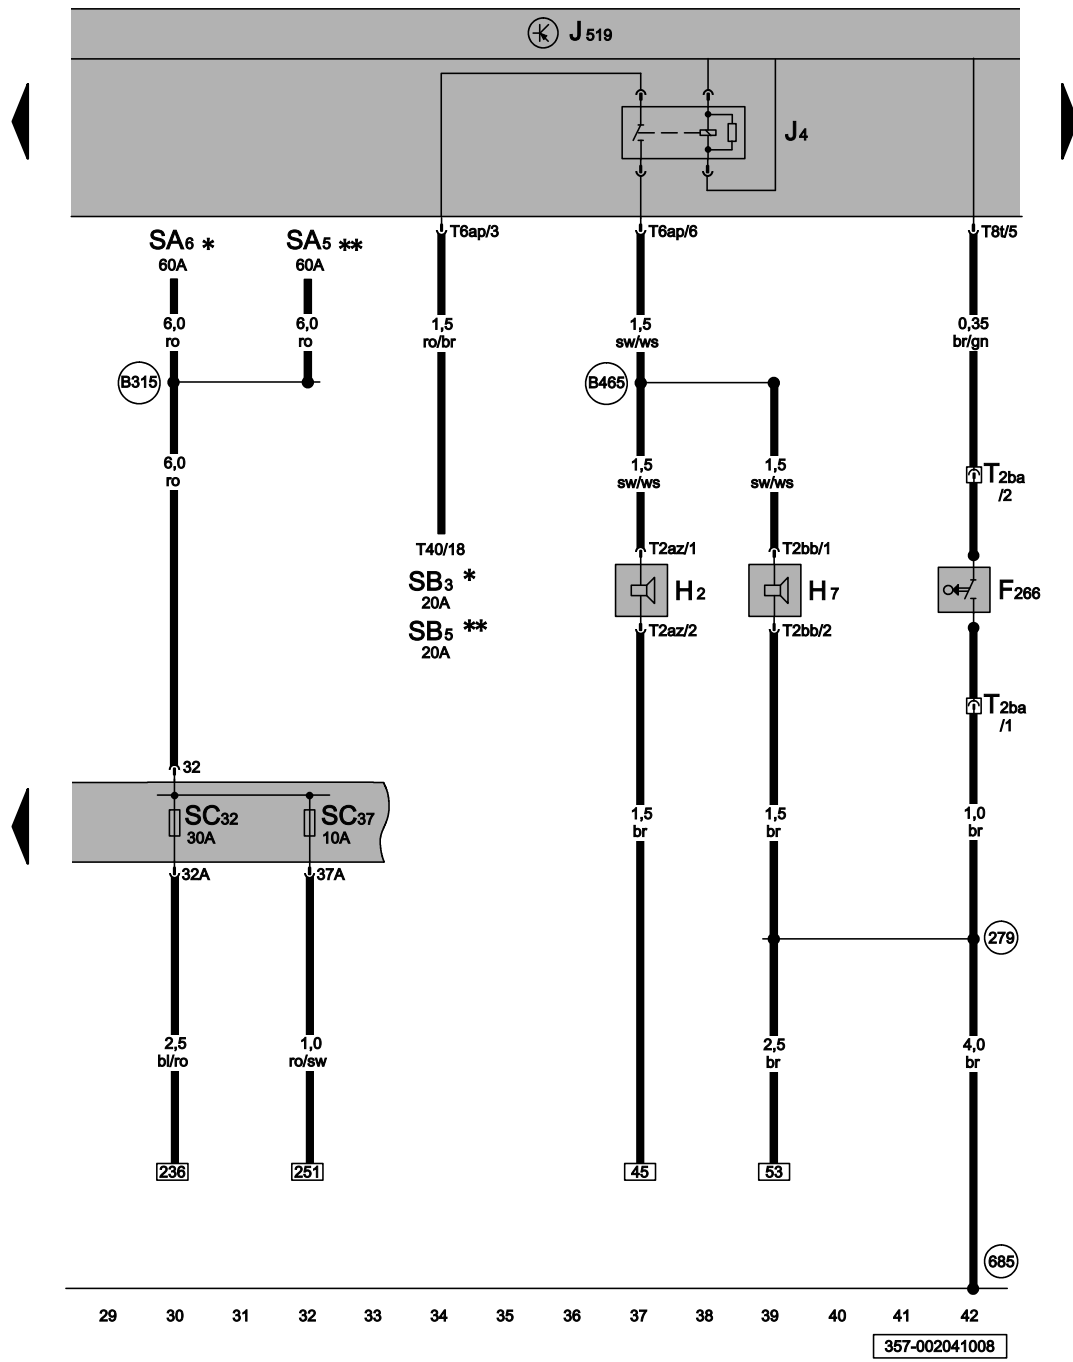 J 519
J4
T6ap/3
T6ap/6
T8t/5
SA6 *
60A
SA5 **
60A
6,0
ro
6,0
ro
1,5
ro/br
1,5
sw/ws
0,35
br/gn
B315
B465
6,0
ro
1,5
sw/ws
1,5
sw/ws
T2ba
/2
T40/18
SB3 *
20A
SB5 **
20A
T2az/1
T2bb/1
H2
H7
F266
T2az/2
T2bb/2
T2ba
/1
32
SC32
30A
SC37
10A
1,5
br
1,5
br
1,0
br
32A
37A
279
2,5
bl/ro
1,0
ro/sw
2,5
br
4,0
br
236
251
45
53
685
29 30 31 32 33 34 35 36 37 38 39 40 41 42
357-002041008